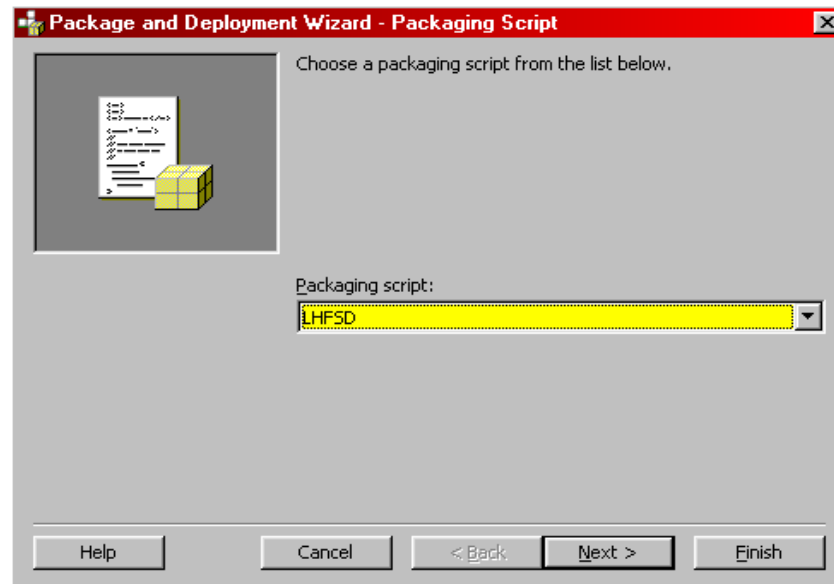 Package and Deployment Wizard - Packaging Script
Choose a packaging script from the list below.
Packaging script:
LHFSD
Help Cancel < Back Next > Finish